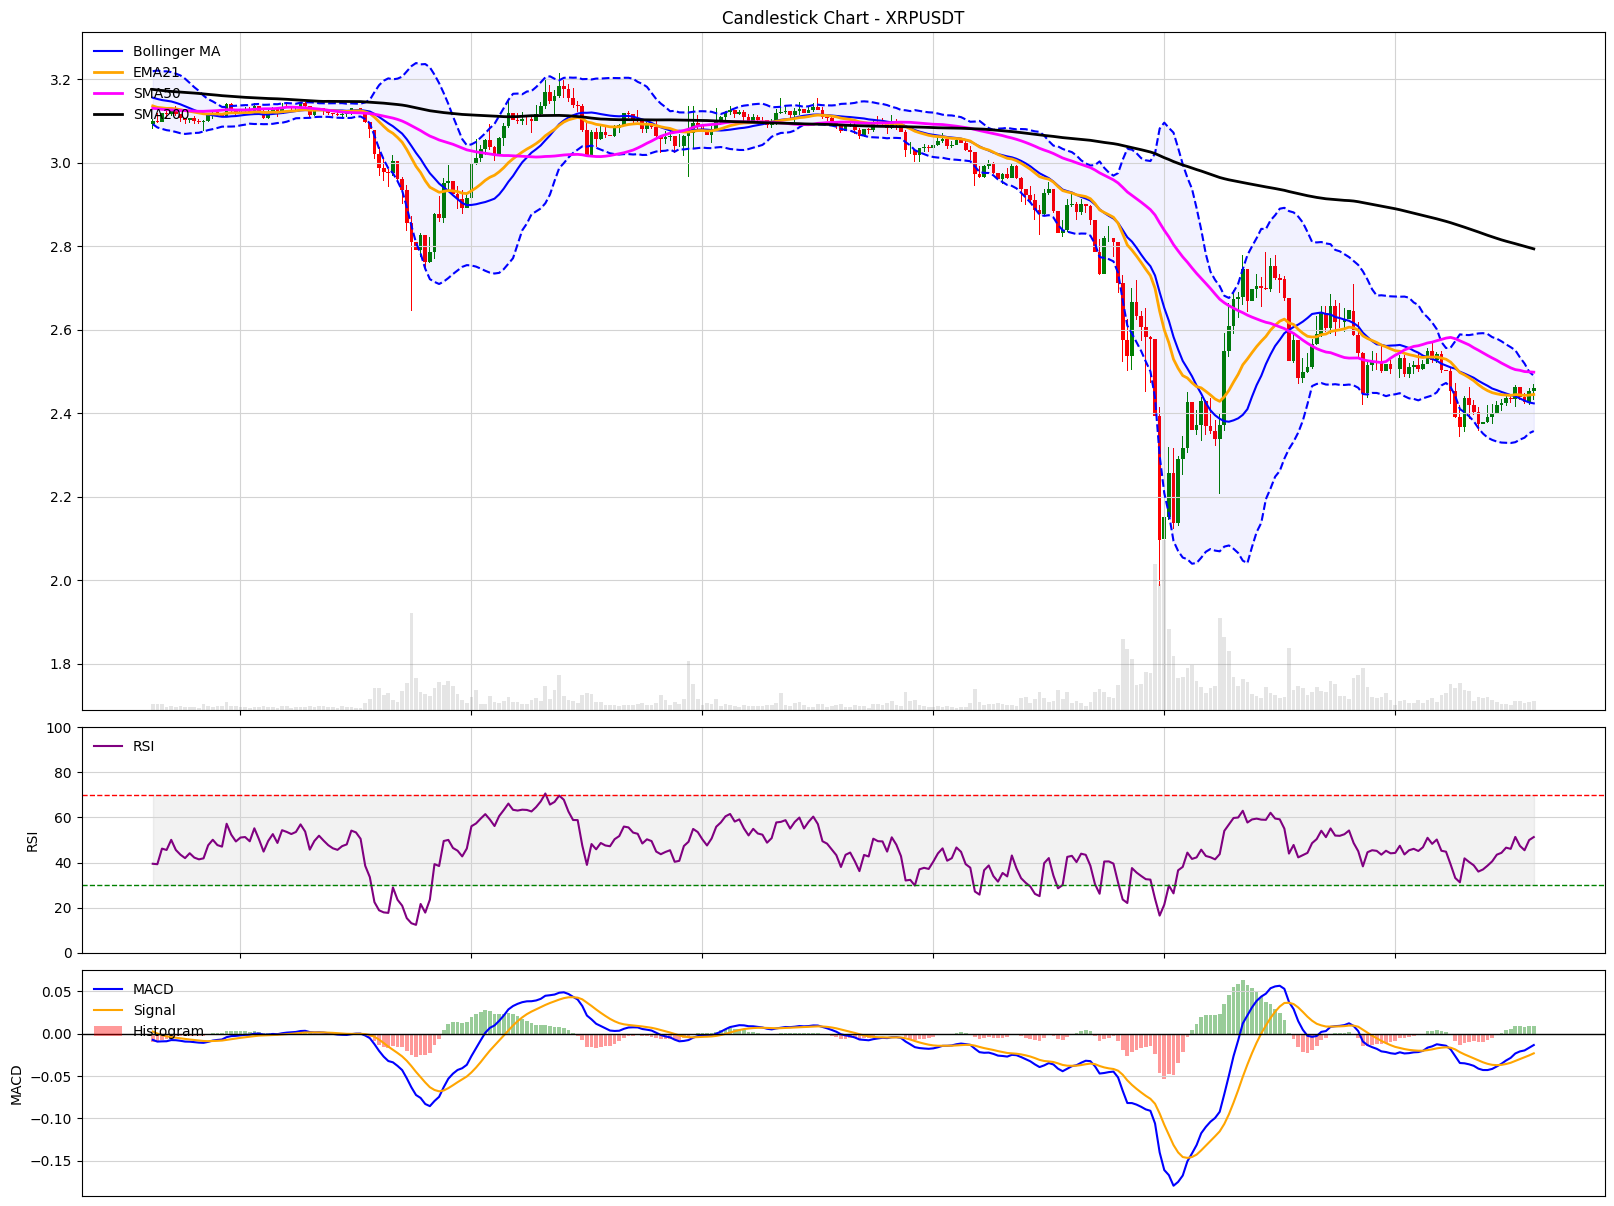 Candlestick Chart - XRPUSDT
Bollinger MA
EMA21
SMA50
SMA200
3.2
3.0
2.8
2.6
2.4
2.2
2.0
1.8
RSI
RSI
100
80
60
40
20
0
MACD
Signal
Histogram
MACD
0.05
0.00
−0.05
−0.10
−0.15